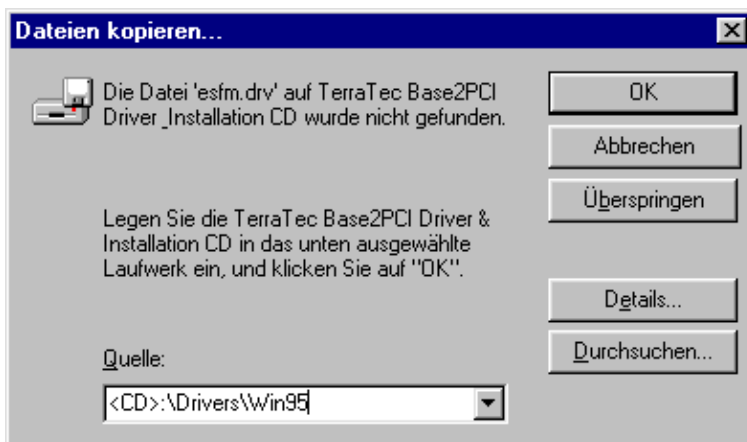 Dateien kopieren...
Die Datei 'esfm.drv' auf TerraTec Base2PCI
Driver_Installation CD wurde nicht gefunden.
Legen Sie die TerraTec Base2PCI Driver &
Installation CD in das unten ausgewählte
Laufwerk ein, und klicken Sie auf "OK".
Quelle:
<CD>:\Drivers\Win95
OK
Abbrechen
Überspringen
Details...
Durchsuchen...